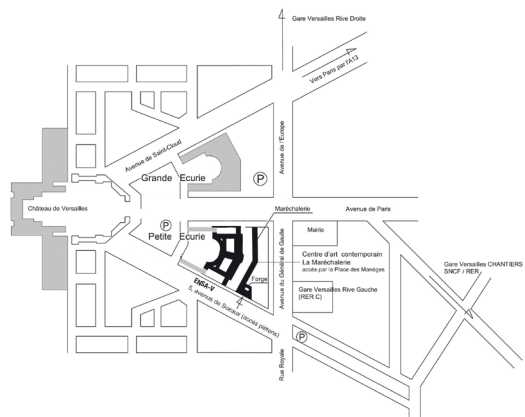 Gare Versailles Rive Droite
Vers Paris par l'A13
Avenue de Saint-Cloud
Avenue de l'Europe
Grande Ecurie
P
Château de Versailles
Maréchalerie
Avenue de Paris
P
Petite Ecurie
Mairie
Centre d'art contemporain
La Maréchalerie
accès par la Place des Manèges
Gare Versailles CHANTIERS
SNCF / RER
Forge
Avenue du Général de Gaulle
Gare Versailles Rive Gauche
(RER C)
ENSA-V
5, avenue de Sceaux (accès piétons)
P
Rue Royale